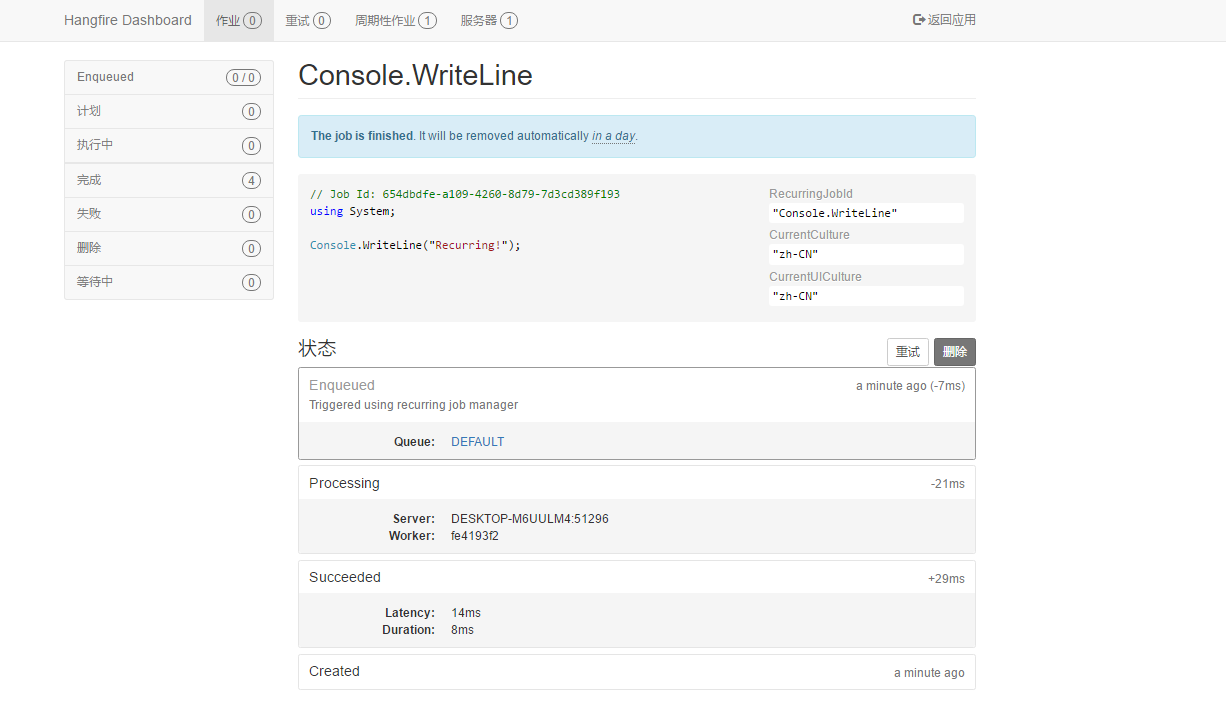 Hangfire Dashboard 作业 0 重试 0 周期性作业 1 服务器 1 返回应用
Enqueued 0 / 0
计划 0
执行中 0
完成 4
失败 0
删除 0
等待中 0
Console.WriteLine
The job is finished. It will be removed automatically in a day.
// Job Id: 654dbdfe-a109-4260-8d79-7d3cd389f193
using System;
Console.WriteLine("Recurring!");
RecurringJobId
"Console.WriteLine"
CurrentCulture
"zh-CN"
CurrentUICulture
"zh-CN"
状态 重试 删除
Enqueued a minute ago (-7ms)
Triggered using recurring job manager
Queue: DEFAULT
Processing -21ms
Server: DESKTOP-M6UULM4:51296
Worker: fe4193f2
Succeeded +29ms
Latency: 14ms
Duration: 8ms
Created a minute ago